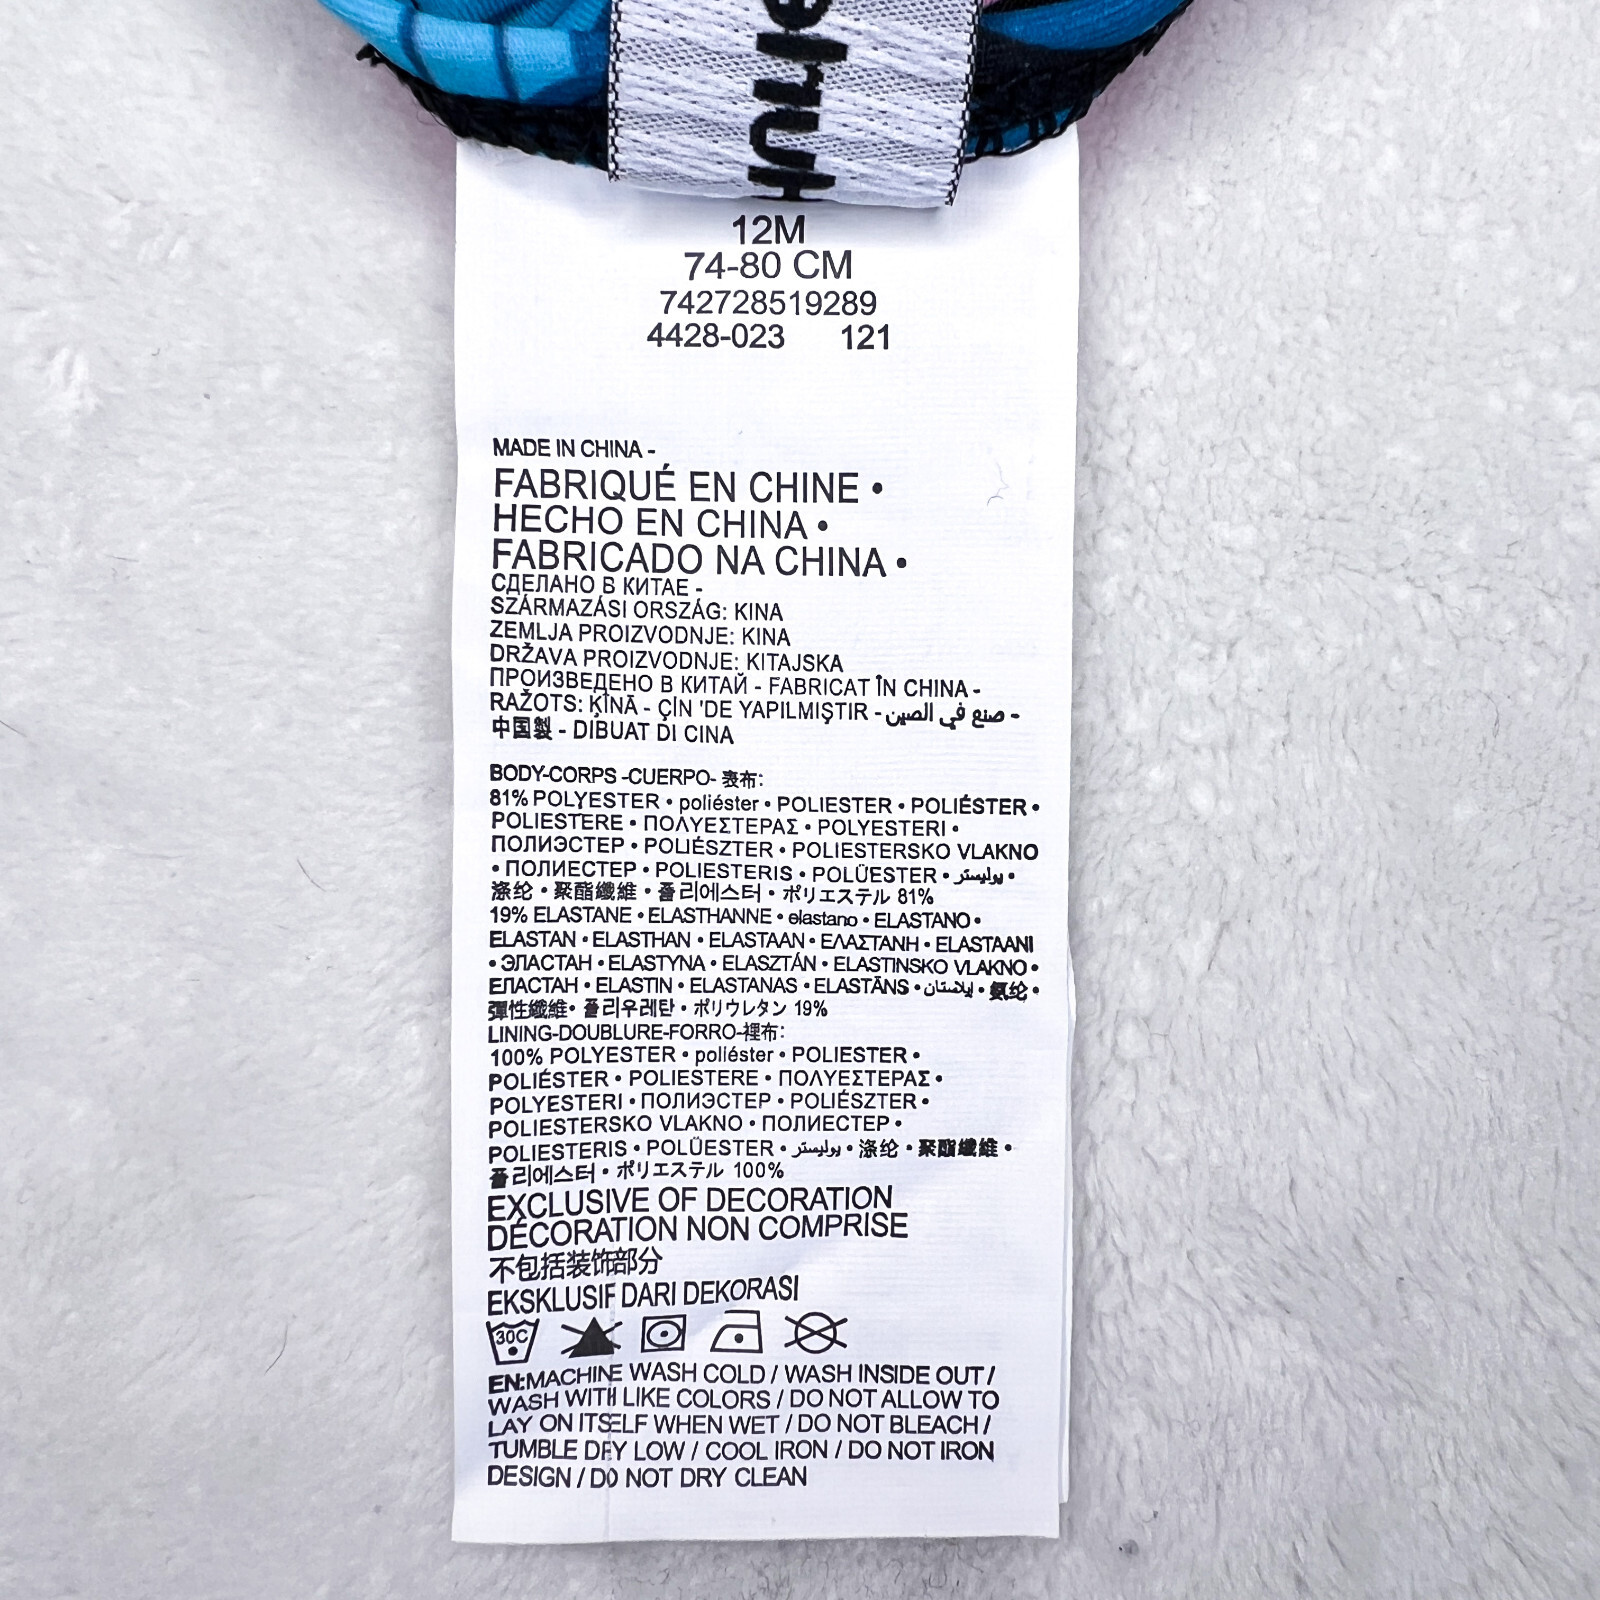 Hurle
12M
74-80 CM
742728519289
4428-023 121
MADE IN CHINA -
FABRIQUÉ EN CHINE •
HECHO EN CHINA •
FABRICADO NA CHINA •
СДЕЛАНО В КИТАЕ -
SZÁRMAZÁSI ORSZÁG: KINA
ZEMLJA PROIZVODNJE: KINA
DRŽAVA PROIZVODNJE: KITAJSKA
ПРОИЗВЕДЕНО В КИТАЙ - FABRICAT ÎN CHINA -
RAŽOTS: ĶĪNĀ - ÇİN 'DE YAPILMIŞTIR - صنع في الصين -
中国製 - DIBUAT DI CINA
BODY-CORPS -CUERPO- 表布:
81% POLYESTER • poliéster • POLIESTER • POLIÉSTER •
POLIESTERE • ΠΟΛΥΕΣΤΕΡΑΣ • POLYESTERI •
ПОЛИЭСТЕР • POLIÉSZTER • POLIESTERSKO VLAKNO
• ПОЛИЕСТЕР • POLIESTERIS • POLÜESTER • بوليستر •
涤纶 • 聚酯纖維 • 폴리에스터 • ポリエステル 81%
19% ELASTANE • ELASTHANNE • elastano • ELASTANO •
ELASTAN • ELASTHAN • ELASTAAN • ΕΛΑΣΤΑΝΗ • ELASTAANI
• ЭЛАСТАН • ELASTYNA • ELASZTÁN • ELASTINSKO VLAKNO •
ЕЛАСТАН • ELASTIN • ELASTANAS • ELASTĀNS • إيلاستان • 氨纶 •
彈性纖維 • 폴리우레탄 • ポリウレタン 19%
LINING-DOUBLURE-FORRO-裡布:
100% POLYESTER • poliéster • POLIESTER •
POLIÉSTER • POLIESTERE • ΠΟΛΥΕΣΤΕΡΑΣ •
POLYESTERI • ПОЛИЭСТЕР • POLIÉSZTER •
POLIESTERSKO VLAKNO • ПОЛИЕСТЕР •
POLIESTERIS • POLÜESTER • بوليستر • 涤纶 • 聚酯纖維 •
폴리에스터 • ポリエステル 100%
EXCLUSIVE OF DECORATION
DÉCORATION NON COMPRISE
不包括装饰部分
EKSKLUSIF DARI DEKORASI
30C
EN:MACHINE WASH COLD / WASH INSIDE OUT /
WASH WITH LIKE COLORS / DO NOT ALLOW TO
LAY ON ITSELF WHEN WET / DO NOT BLEACH /
TUMBLE DRY LOW / COOL IRON / DO NOT IRON
DESIGN / DO NOT DRY CLEAN